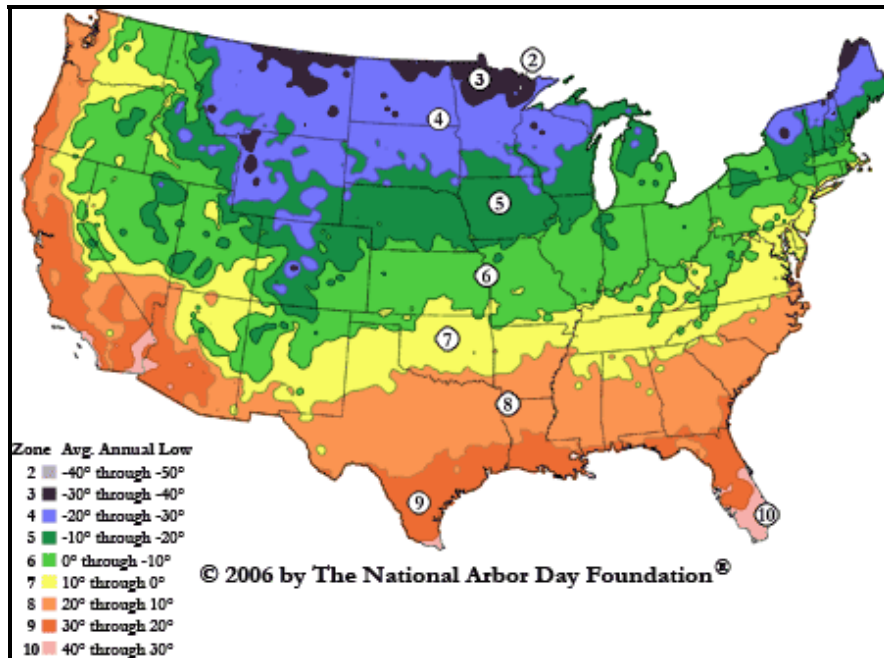 2
3
4
5
6
7
8
9
10
Zone Avg. Annual Low
2 -40° through -50°
3 -30° through -40°
4 -20° through -30°
5 -10° through -20°
6 0° through -10°
7 10° through 0°
8 20° through 10°
9 30° through 20°
10 40° through 30°
© 2006 by The National Arbor Day Foundation®